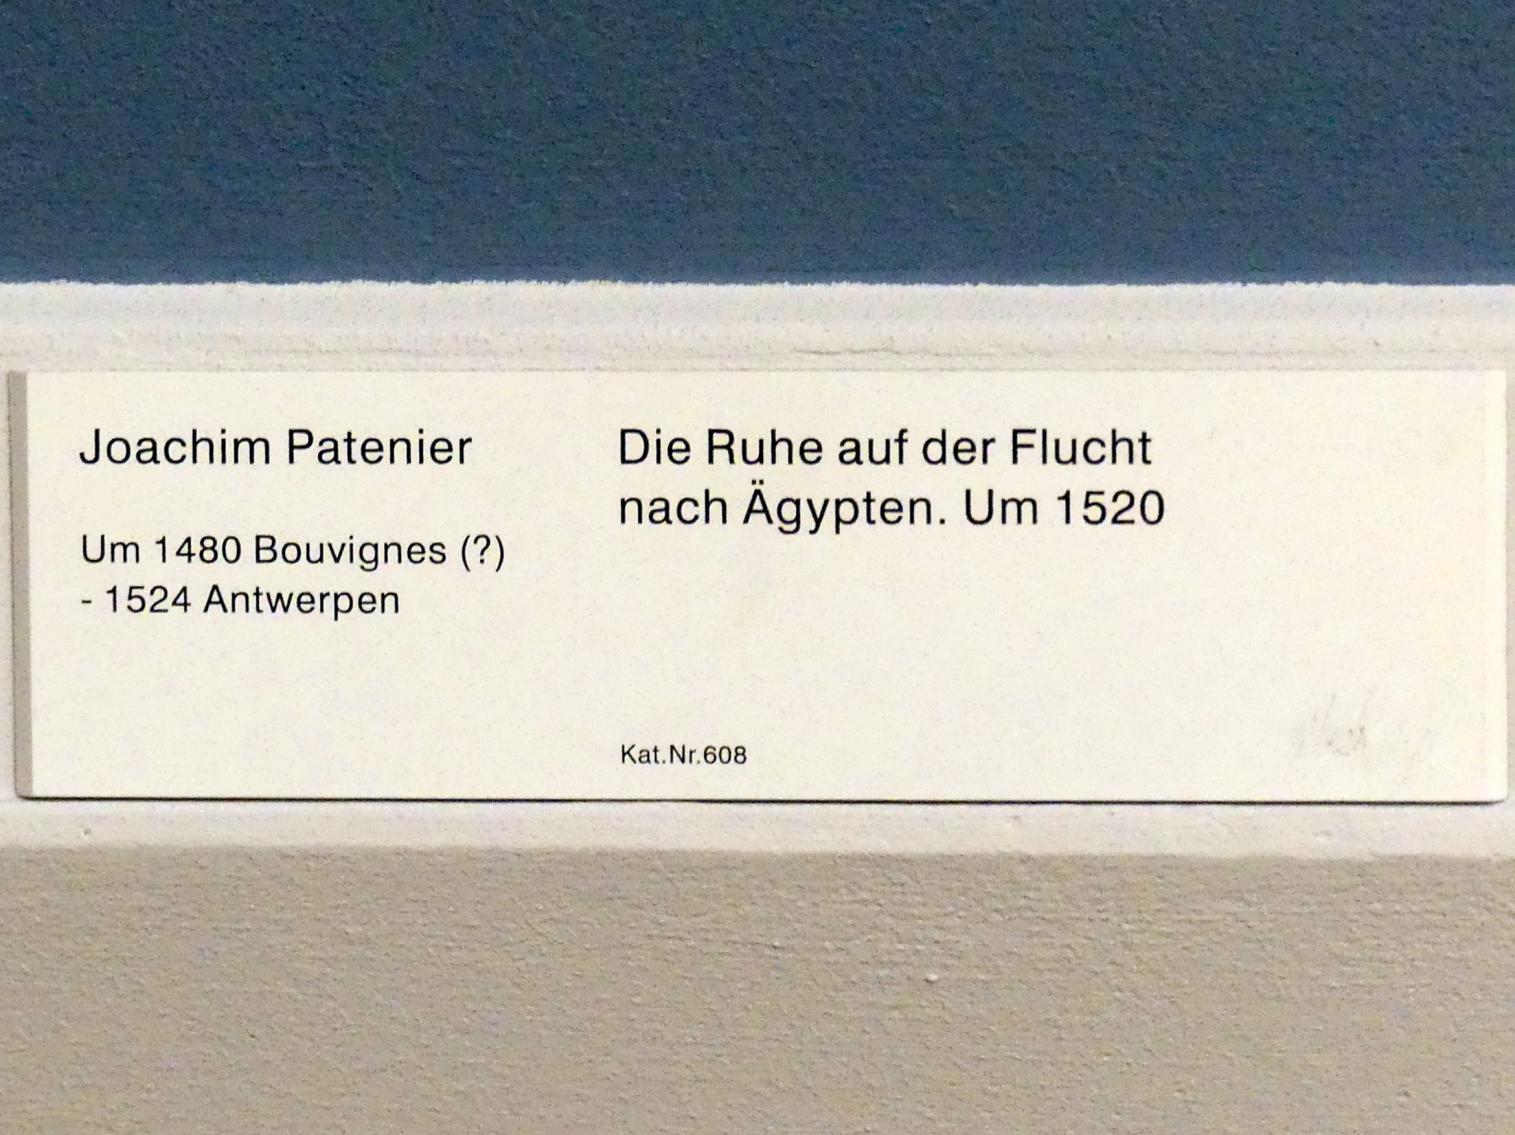 Joachim Patenier
Um 1480 Bouvignes (?)
- 1524 Antwerpen
Die Ruhe auf der Flucht
nach Ägypten. Um 1520
Kat.Nr.608